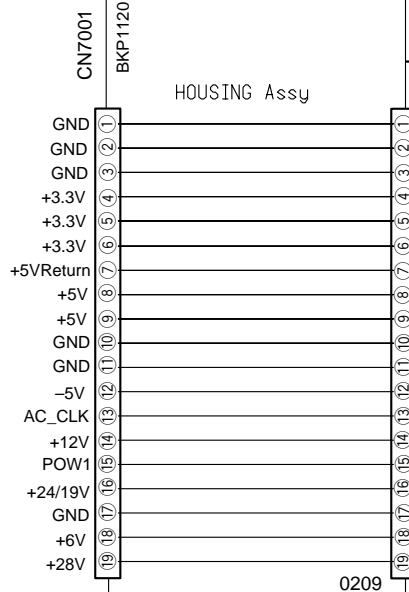 CN7001
BKP1120
HOUSING Assy
GND 1 1
GND 2 2
GND 3 3
+3.3V 4 4
+3.3V 5 5
+3.3V 6 6
+5VReturn 7 7
+5V 8 8
+5V 9 9
GND 10 10
GND 11 11
–5V 12 12
AC_CLK 13 13
+12V 14 14
POW1 15 15
+24/19V 16 16
GND 17 17
+6V 18 18
+28V 19 19
0209